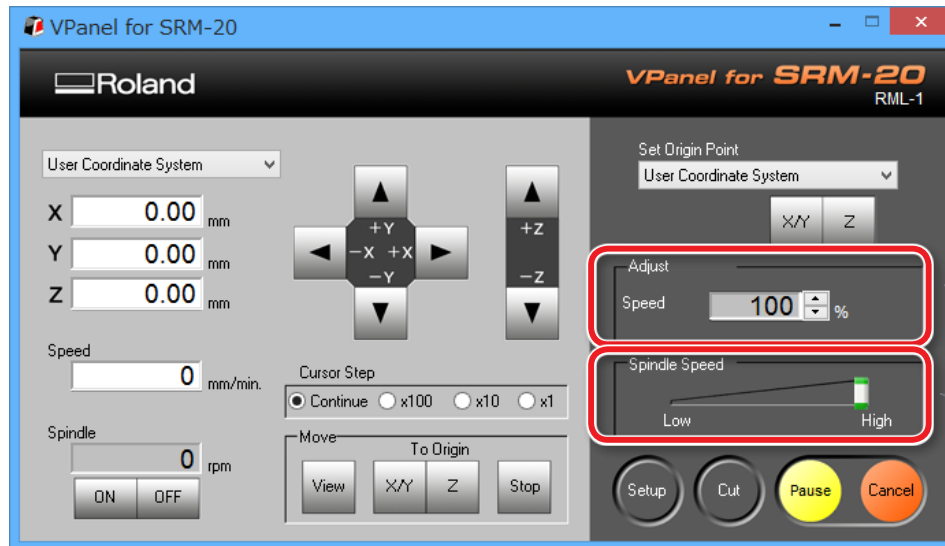 VPanel for SRM-20
Roland
VPanel for SRM-20
RML-1
User Coordinate System
X 0.00 mm
Y 0.00 mm
Z 0.00 mm
Speed
0 mm/min.
Spindle
0 rpm
ON OFF
+Y
-X +X
-Y
+Z
-Z
Cursor Step
Continue x100 x10 x1
Move
To Origin
View X/Y Z Stop
Set Origin Point
User Coordinate System
X/Y Z
Adjust
Speed 100 %
Spindle Speed
Low High
Setup Cut Pause Cancel